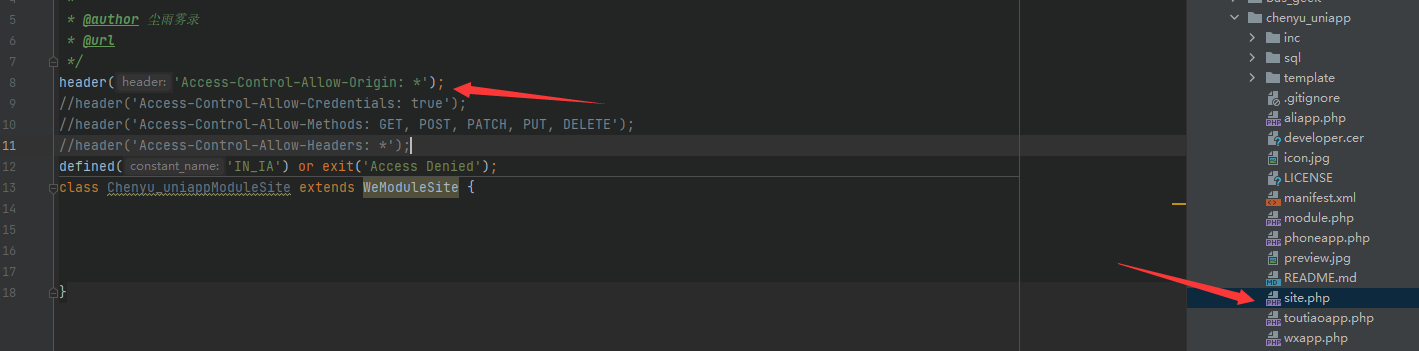 4 *
5 * @author 尘雨雾录
6 * @url
7 */
8 header( header: 'Access-Control-Allow-Origin: *');
9 //header('Access-Control-Allow-Credentials: true');
10 //header('Access-Control-Allow-Methods: GET, POST, PATCH, PUT, DELETE');
11 //header('Access-Control-Allow-Headers: *');
12 defined( constant_name: 'IN_IA') or exit('Access Denied');
13 class Chenyu_uniappModuleSite extends WeModuleSite {
14
15
16
17
18 }
bus_geek
chenyu_uniapp
inc
sql
template
.gitignore
aliapp.php
developer.cer
icon.jpg
LICENSE
manifest.xml
module.php
phoneapp.php
preview.jpg
README.md
site.php
toutiaoapp.php
wxapp.php